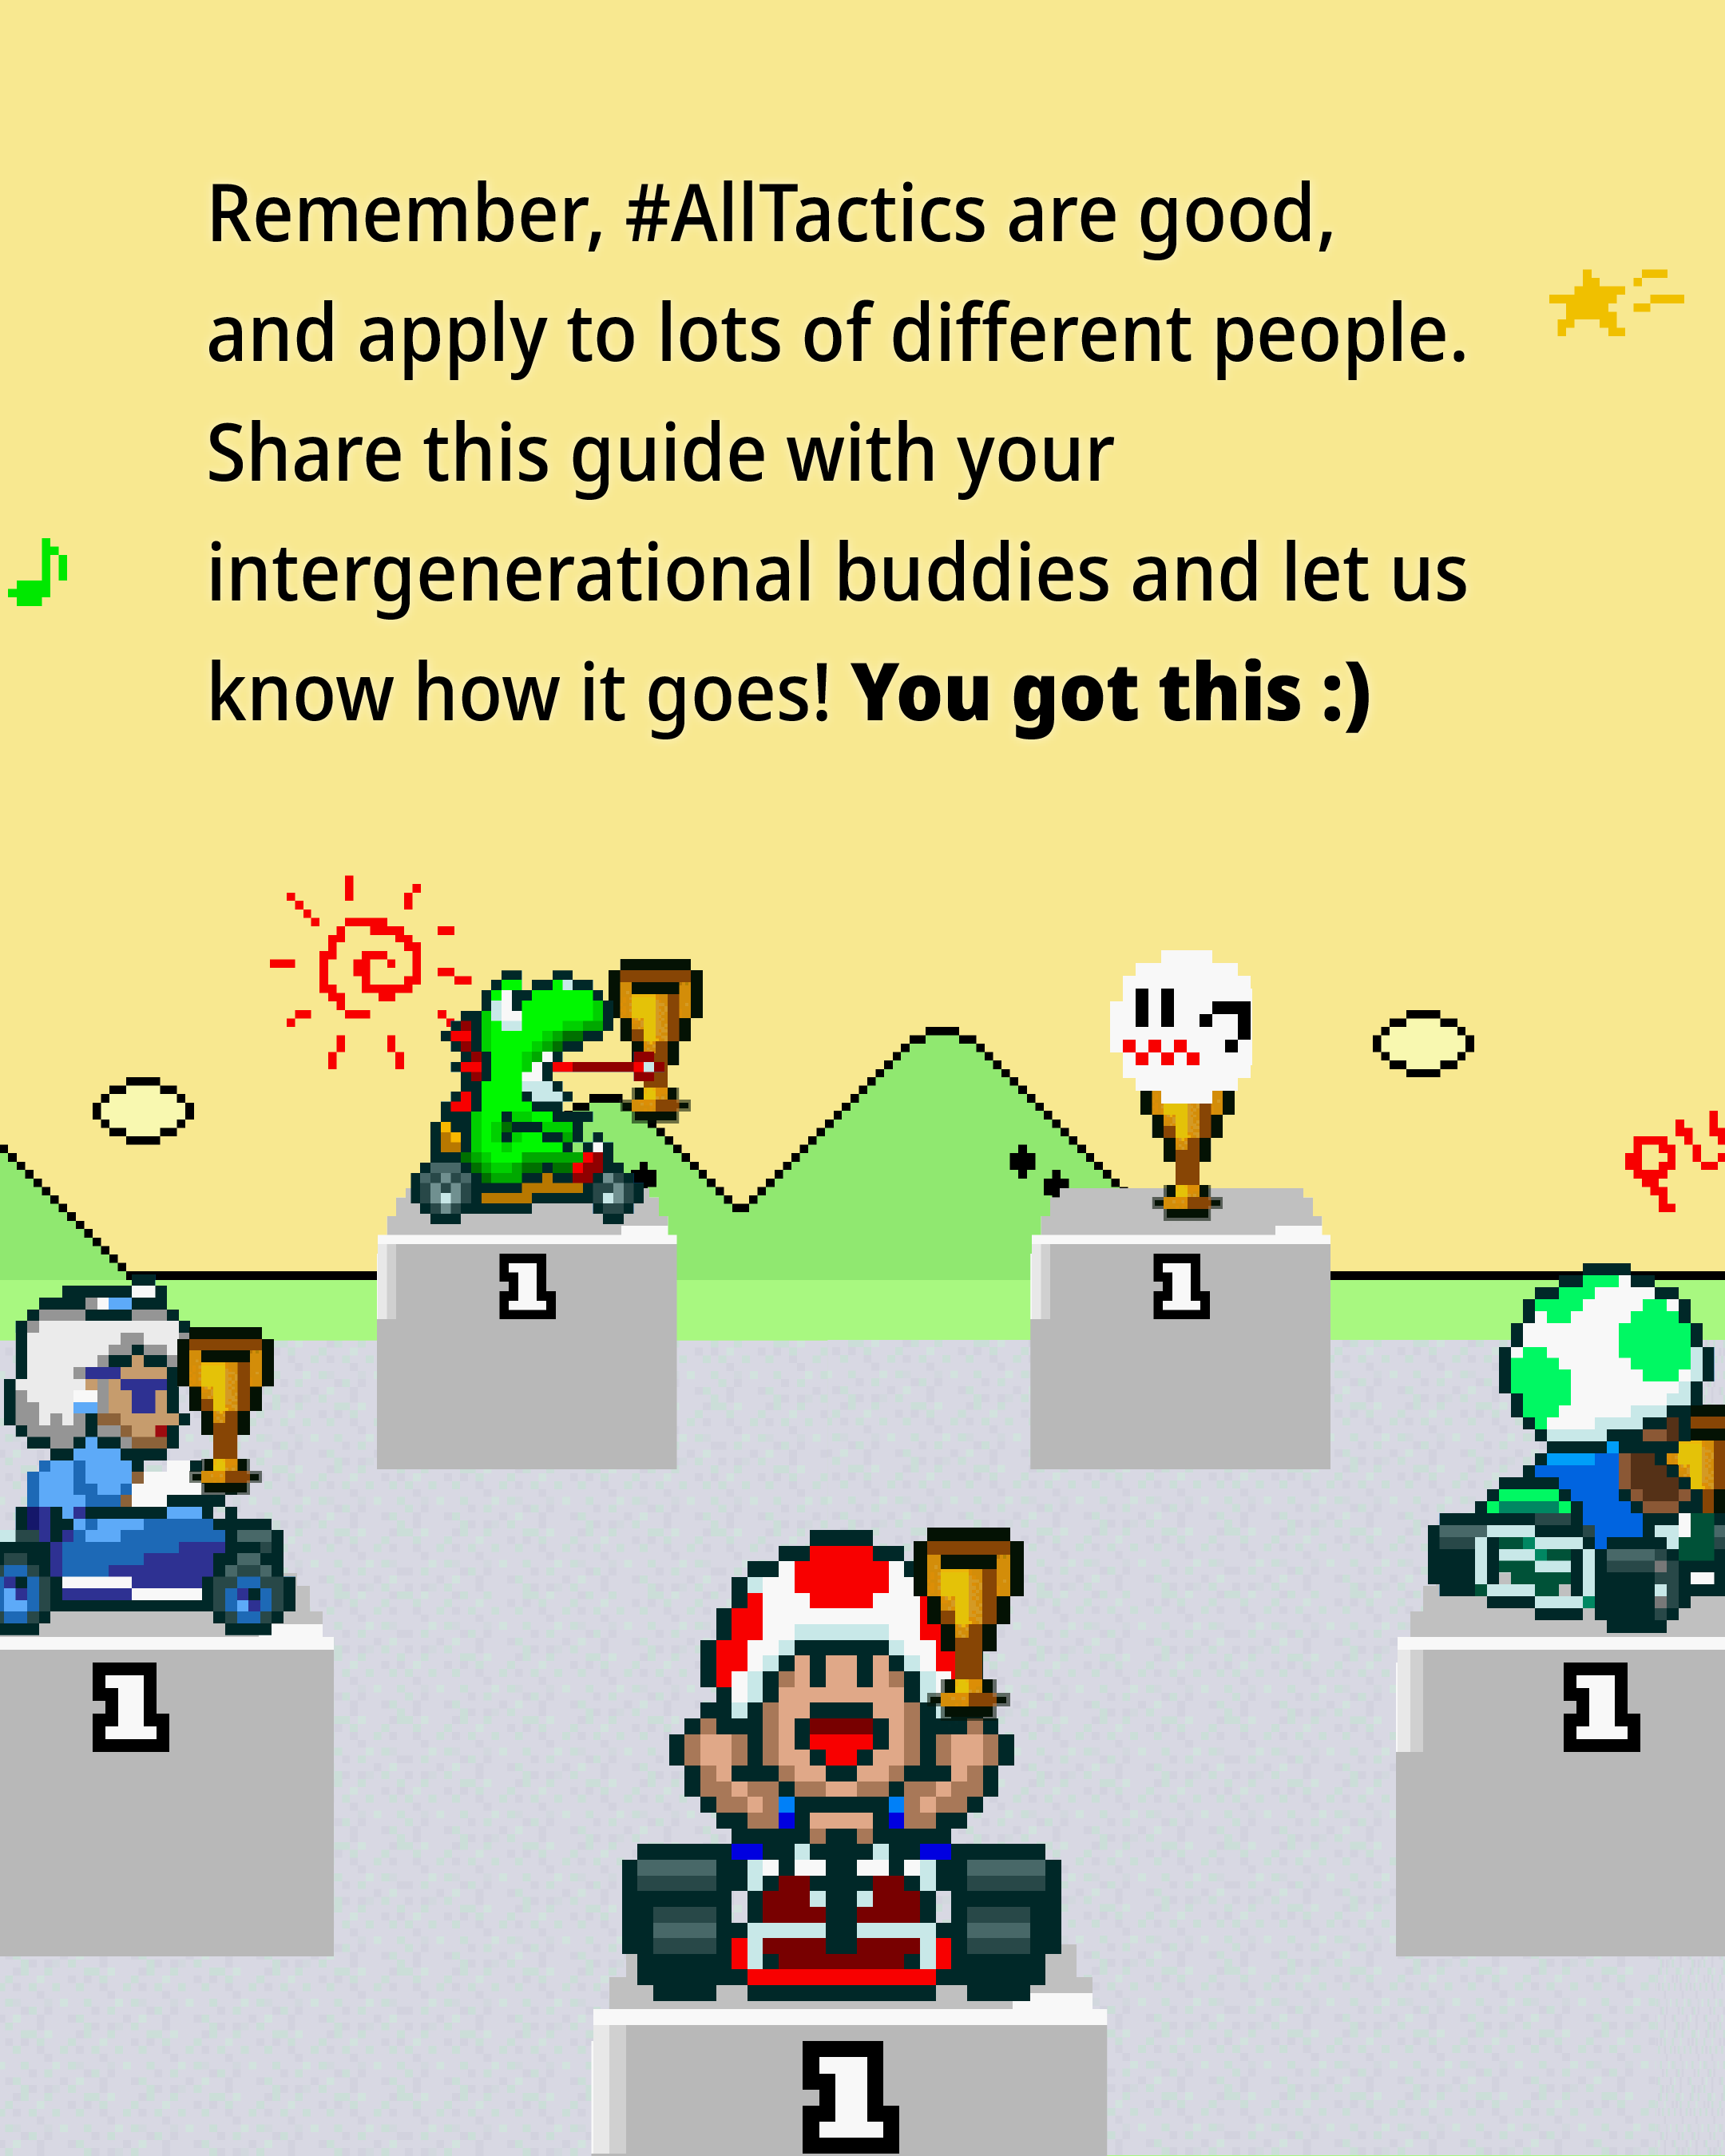 Remember, #AllTactics are good,
and apply to lots of different people.
Share this guide with your
intergenerational buddies and let us
know how it goes! You got this :)
1
1
1
1
1